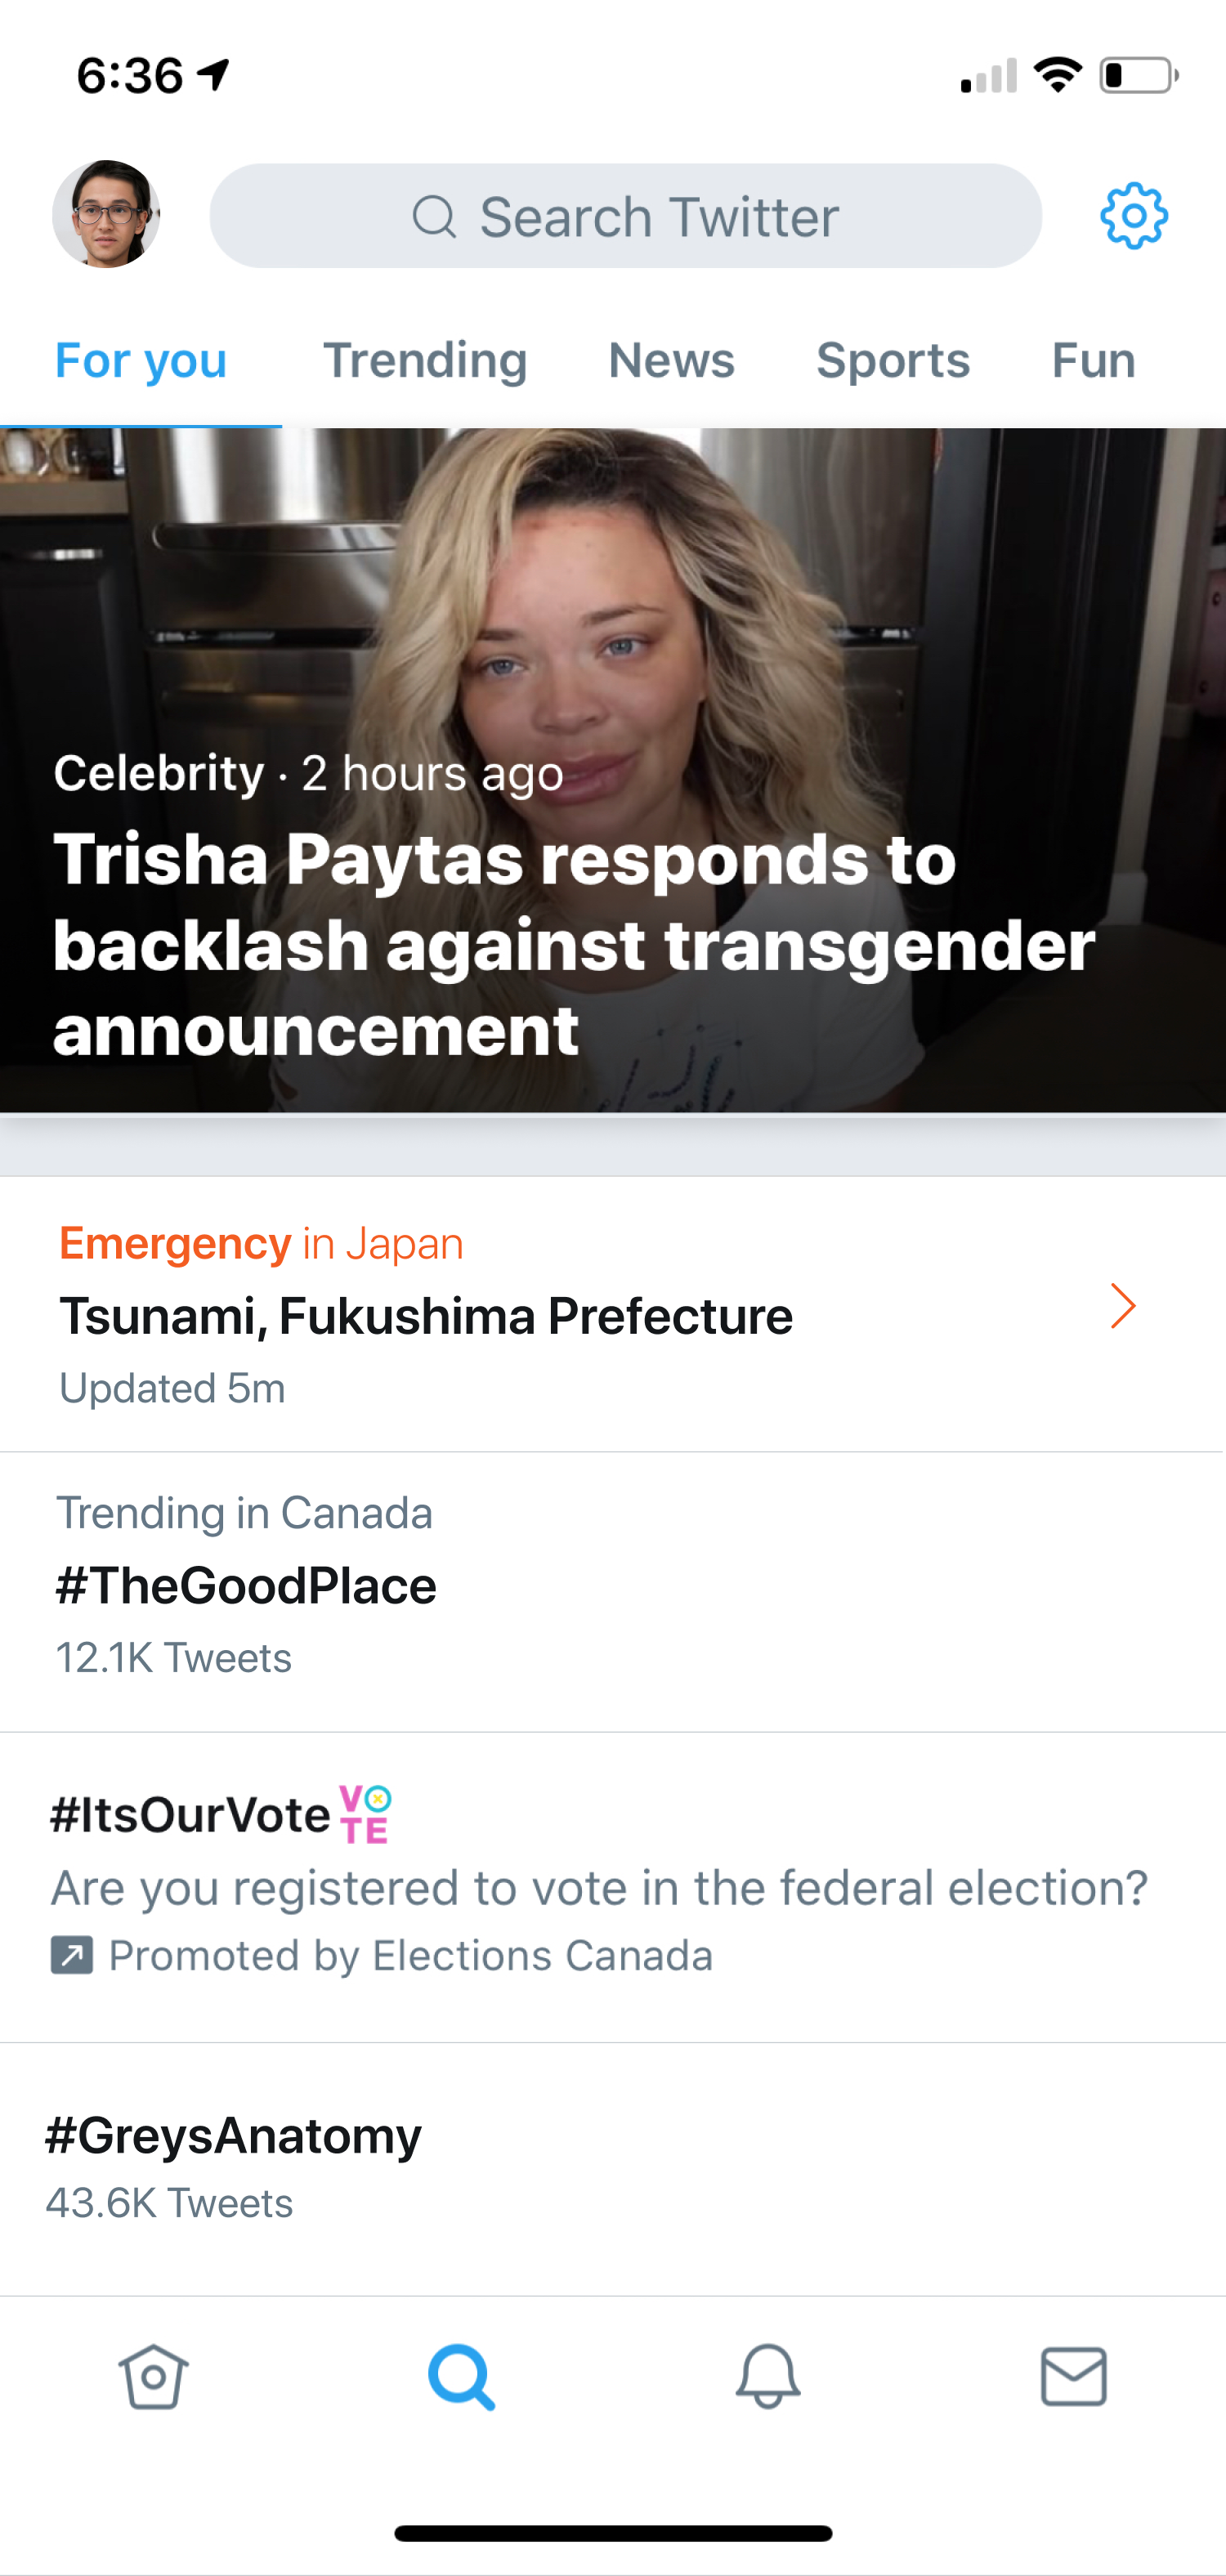 6:36
Search Twitter
For you Trending News Sports Fun
Celebrity · 2 hours ago
Trisha Paytas responds to
backlash against transgender
announcement
Emergency in Japan
Tsunami, Fukushima Prefecture
Updated 5m
Trending in Canada
#TheGoodPlace
12.1K Tweets
#ItsOurVote VOTE
Are you registered to vote in the federal election?
Promoted by Elections Canada
#GreysAnatomy
43.6K Tweets